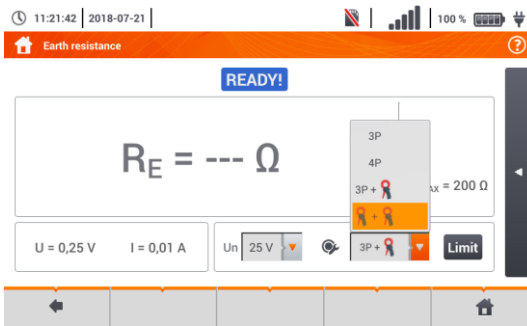 11:21:42 2018-07-21 100 %
Earth resistance ?
READY!
3P
4P
RE = --- Ω
3P +
= 200 Ω
+
U = 0,25 V I = 0,01 A Un 25 V 3P + Limit